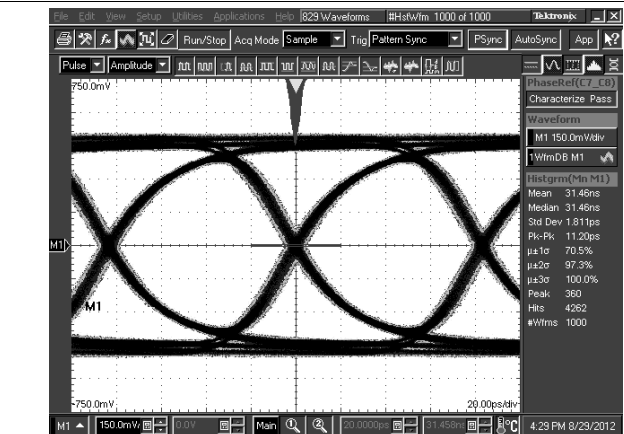 File Edit View Setup Utilities Applications Help 829 Waveforms #HstWfm 1000 of 1000 Tektronix
Run/Stop Acq Mode Sample Trig Pattern Sync PSync AutoSync App
Pulse Amplitude
750.0mV
PhaseRef(C7_C8)
Characterize Pass
Waveform
M1 150.0mV/div
1 WfmDB M1
Histgrm(Mn M1)
Mean 31.46ns
Median 31.46ns
Std Dev 1.811ps
Pk-Pk 11.20ps
µ±1σ 70.5%
µ±2σ 97.3%
µ±3σ 100.0%
Peak 360
Hits 4262
#Wfms 1000
M1
M1
-750.0mV
20.00ps/div
M1 150.0mV/ 0.0V Main 20.0000ps 31.458ns °C 4:29 PM 8/29/2012